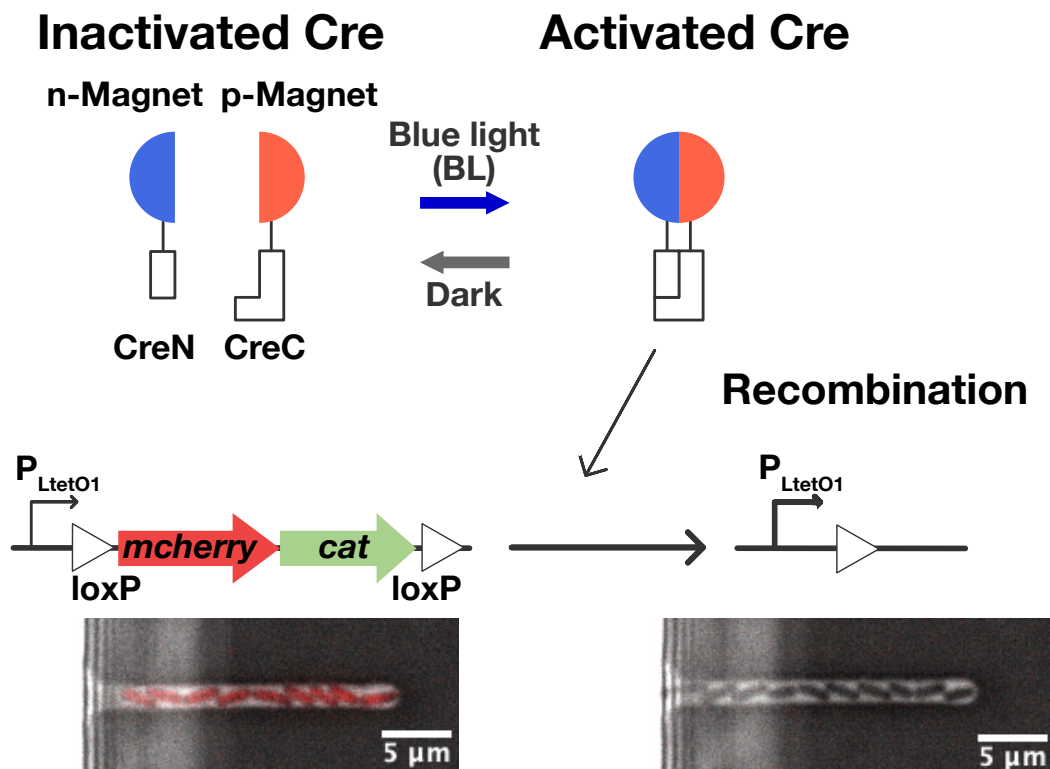 Inactivated Cre
Activated Cre
n-Magnet p-Magnet
Blue light
(BL)
Dark
CreN CreC
Recombination
PLtetO1
mcherry cat
loxP loxP
PLtetO1
5 µm
5 µm